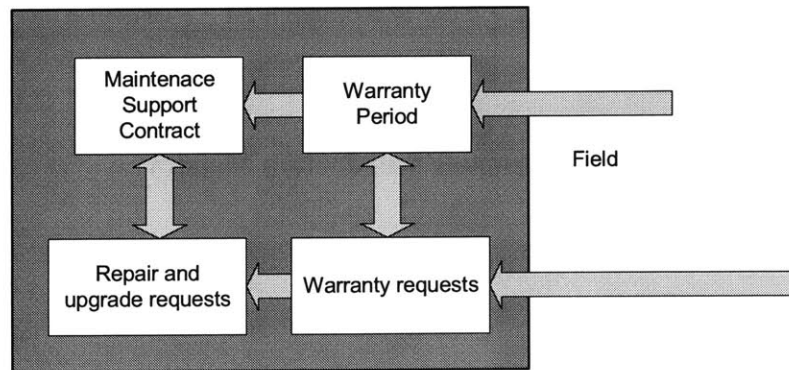 Maintenace
Support
Contract
Warranty
Period
Field
Repair and
upgrade requests
Warranty requests